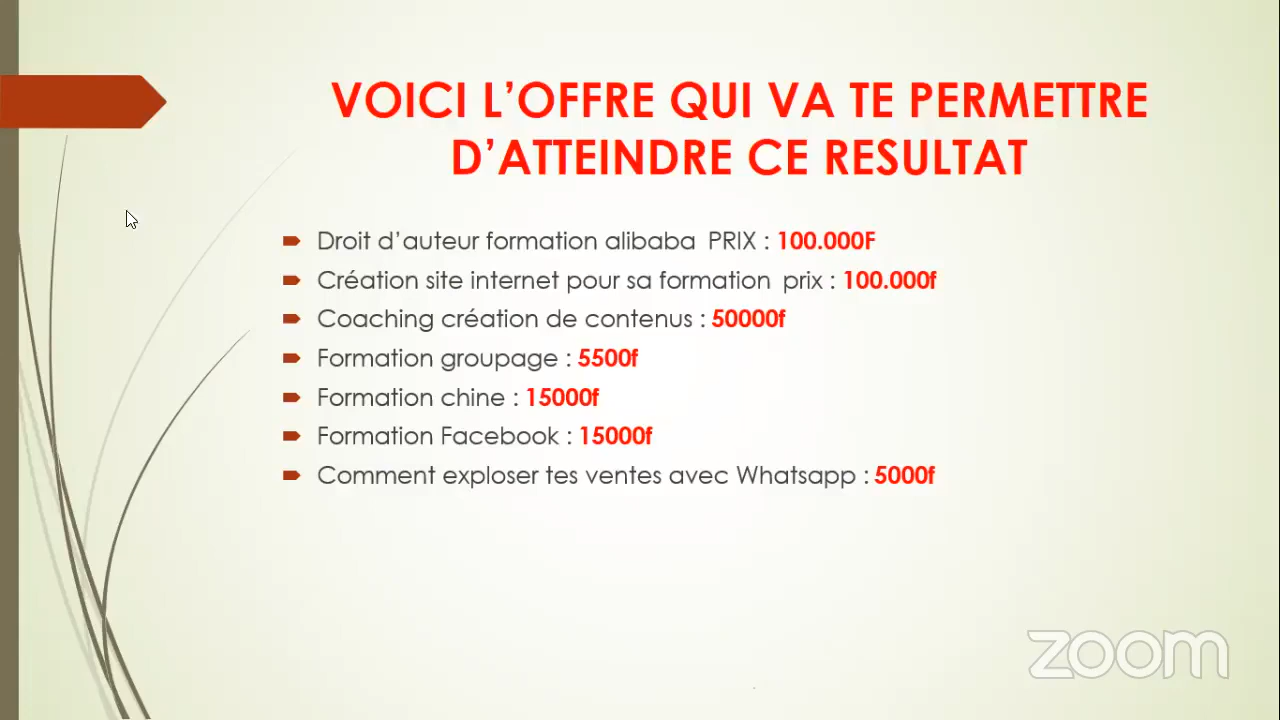 VOICI L’OFFRE QUI VA TE PERMETTRE
D’ATTEINDRE CE RESULTAT
Droit d’auteur formation alibaba PRIX : 100.000F
Création site internet pour sa formation prix : 100.000f
Coaching création de contenus : 50000f
Formation groupage : 5500f
Formation chine : 15000f
Formation Facebook : 15000f
Comment exploser tes ventes avec Whatsapp : 5000f
zoom